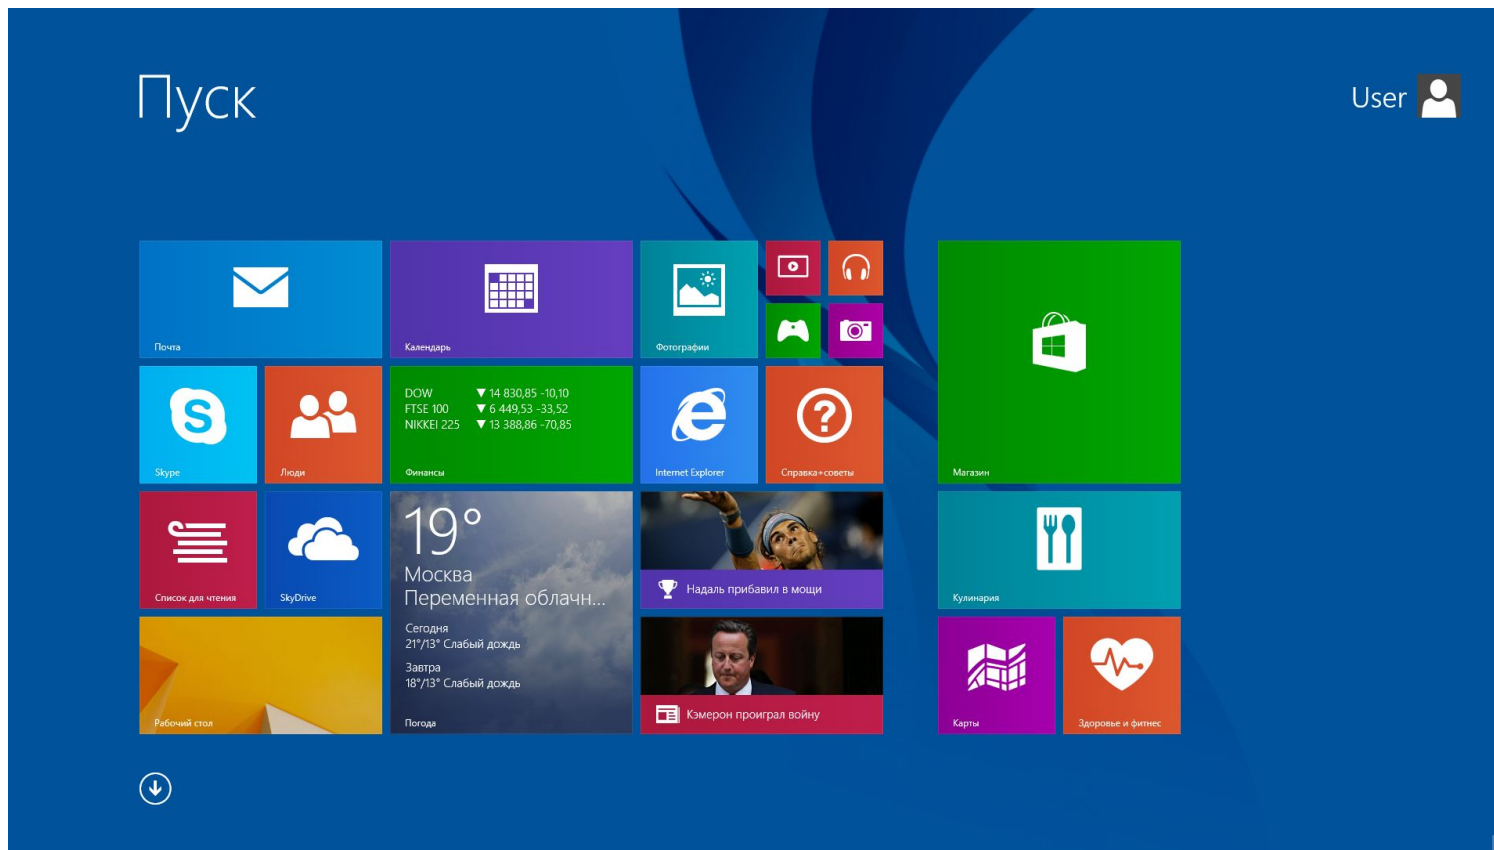 Пуск
User
Почта
Календарь
Фотографии
Skype
Люди
DOW ▼ 14 830,85 -10,10
FTSE 100 ▼ 6 449,53 -33,52
NIKKEI 225 ▼ 13 388,86 -70,85
Финансы
Internet Explorer
Справка+советы
Магазин
Список для чтения
SkyDrive
19°
Москва
Переменная облачн...
Сегодня
21°/13° Слабый дождь
Завтра
18°/13° Слабый дождь
Погода
Надаль прибавил в мощи
Кулинария
Рабочий стол
Кэмерон проиграл войну
Карты
Здоровье и фитнес